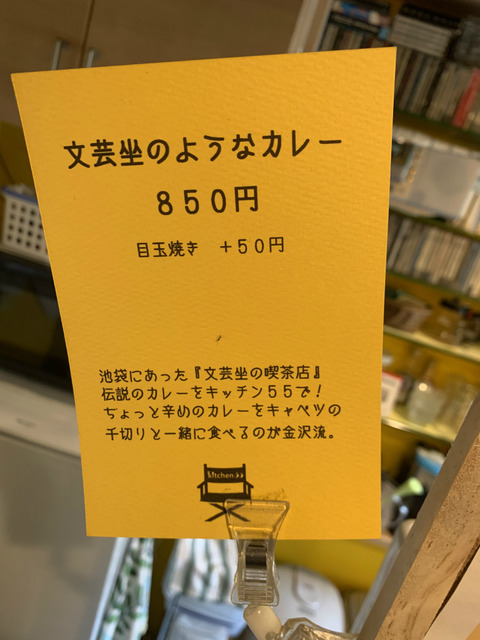 文芸坐のようなカレー
850円
目玉焼き +50円
池袋にあった『文芸坐の喫茶店』
伝説のカレーをキッチン55で!
ちょっと辛めのカレーをキャベツの
千切りと一緒に食べるのが金沢流。
kitchen 55